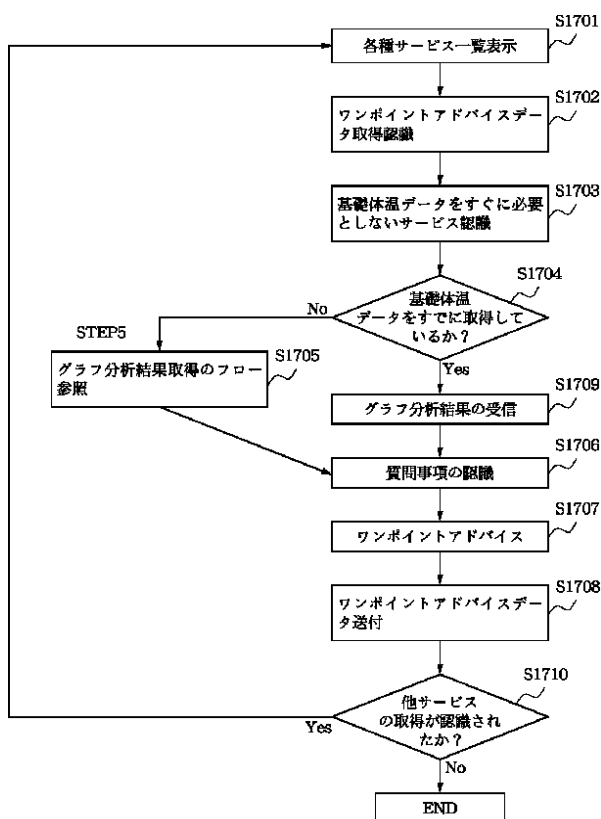 S1701
各種サービス一覧表示
S1702
ワンポイントアドバイスデー
タ取得認識
S1703
基礎体温データをすぐに必要
としないサービス認識
S1704
基礎体温
データをすでに取得して
いるか?
No
Yes
STEP5
S1705
グラフ分析結果取得のフロー
参照
S1709
グラフ分析結果の受信
S1706
質問事項の認識
S1707
ワンポイントアドバイス
S1708
ワンポイントアドバイスデー
タ送付
S1710
他サービス
の取得が認識され
たか?
Yes
No
END